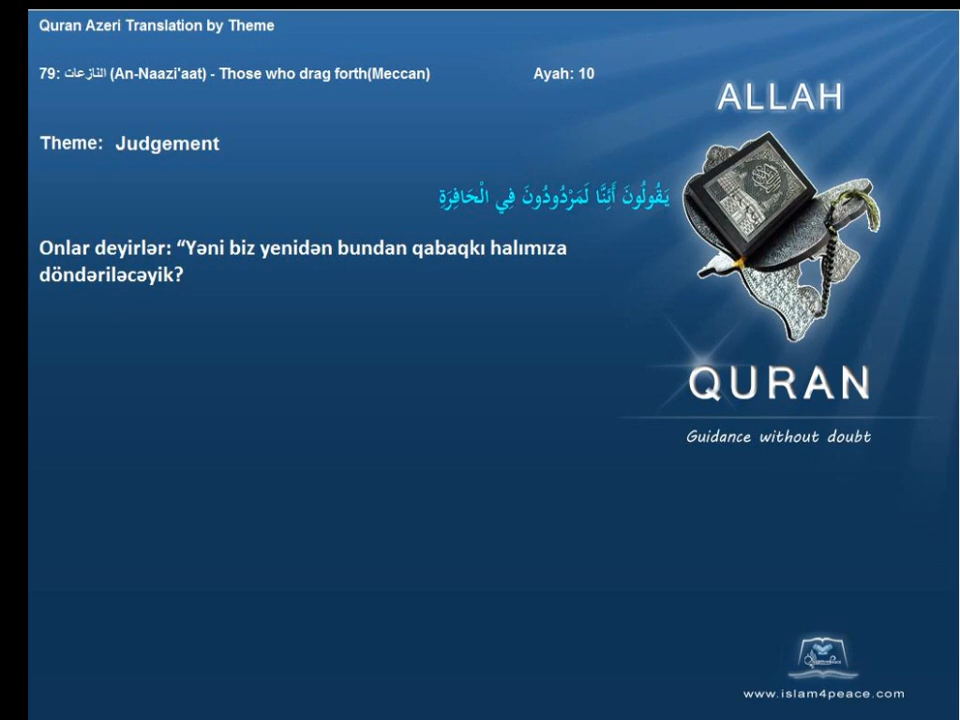 Quran Azeri Translation by Theme
79: النازعات (An-Naazi'aat) - Those who drag forth(Meccan) Ayah: 10
ALLAH
Theme: Judgement
يَقُولُونَ أَئِنَّا لَمَرْدُودُونَ فِي الْحَافِرَةِ
Onlar deyirlər: “Yəni biz yenidən bundan qabaqkı halımıza
döndəriləcəyik?
QURAN
Guidance without doubt
www.islam4peace.com